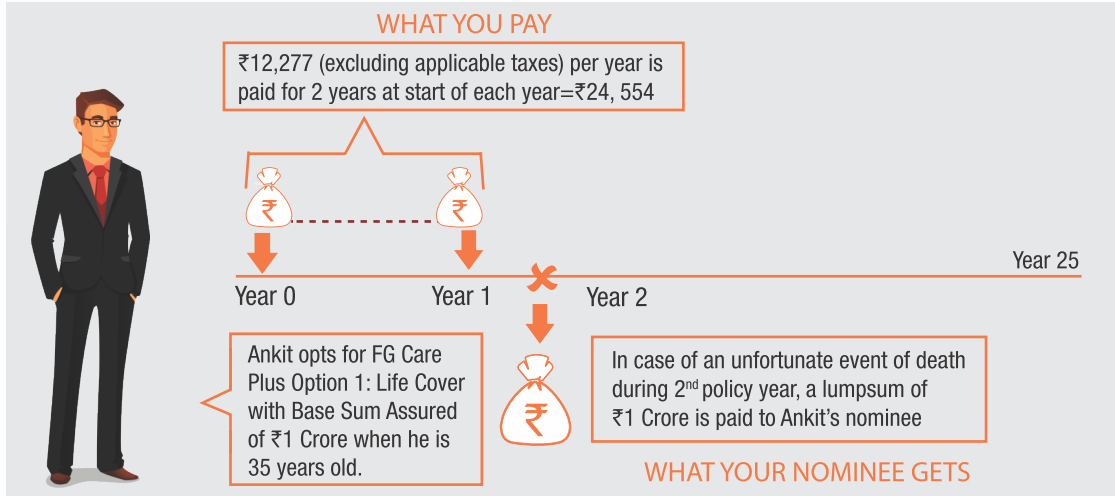 WHAT YOU PAY
₹12,277 (excluding applicable taxes) per year is
paid for 2 years at start of each year=₹24, 554
₹
₹
Year 25
Year 0
Year 1
Year 2
Ankit opts for FG Care
Plus Option 1: Life Cover
with Base Sum Assured
of ₹1 Crore when he is
35 years old.
₹
In case of an unfortunate event of death
during 2nd policy year, a lumpsum of
₹1 Crore is paid to Ankit’s nominee
WHAT YOUR NOMINEE GETS